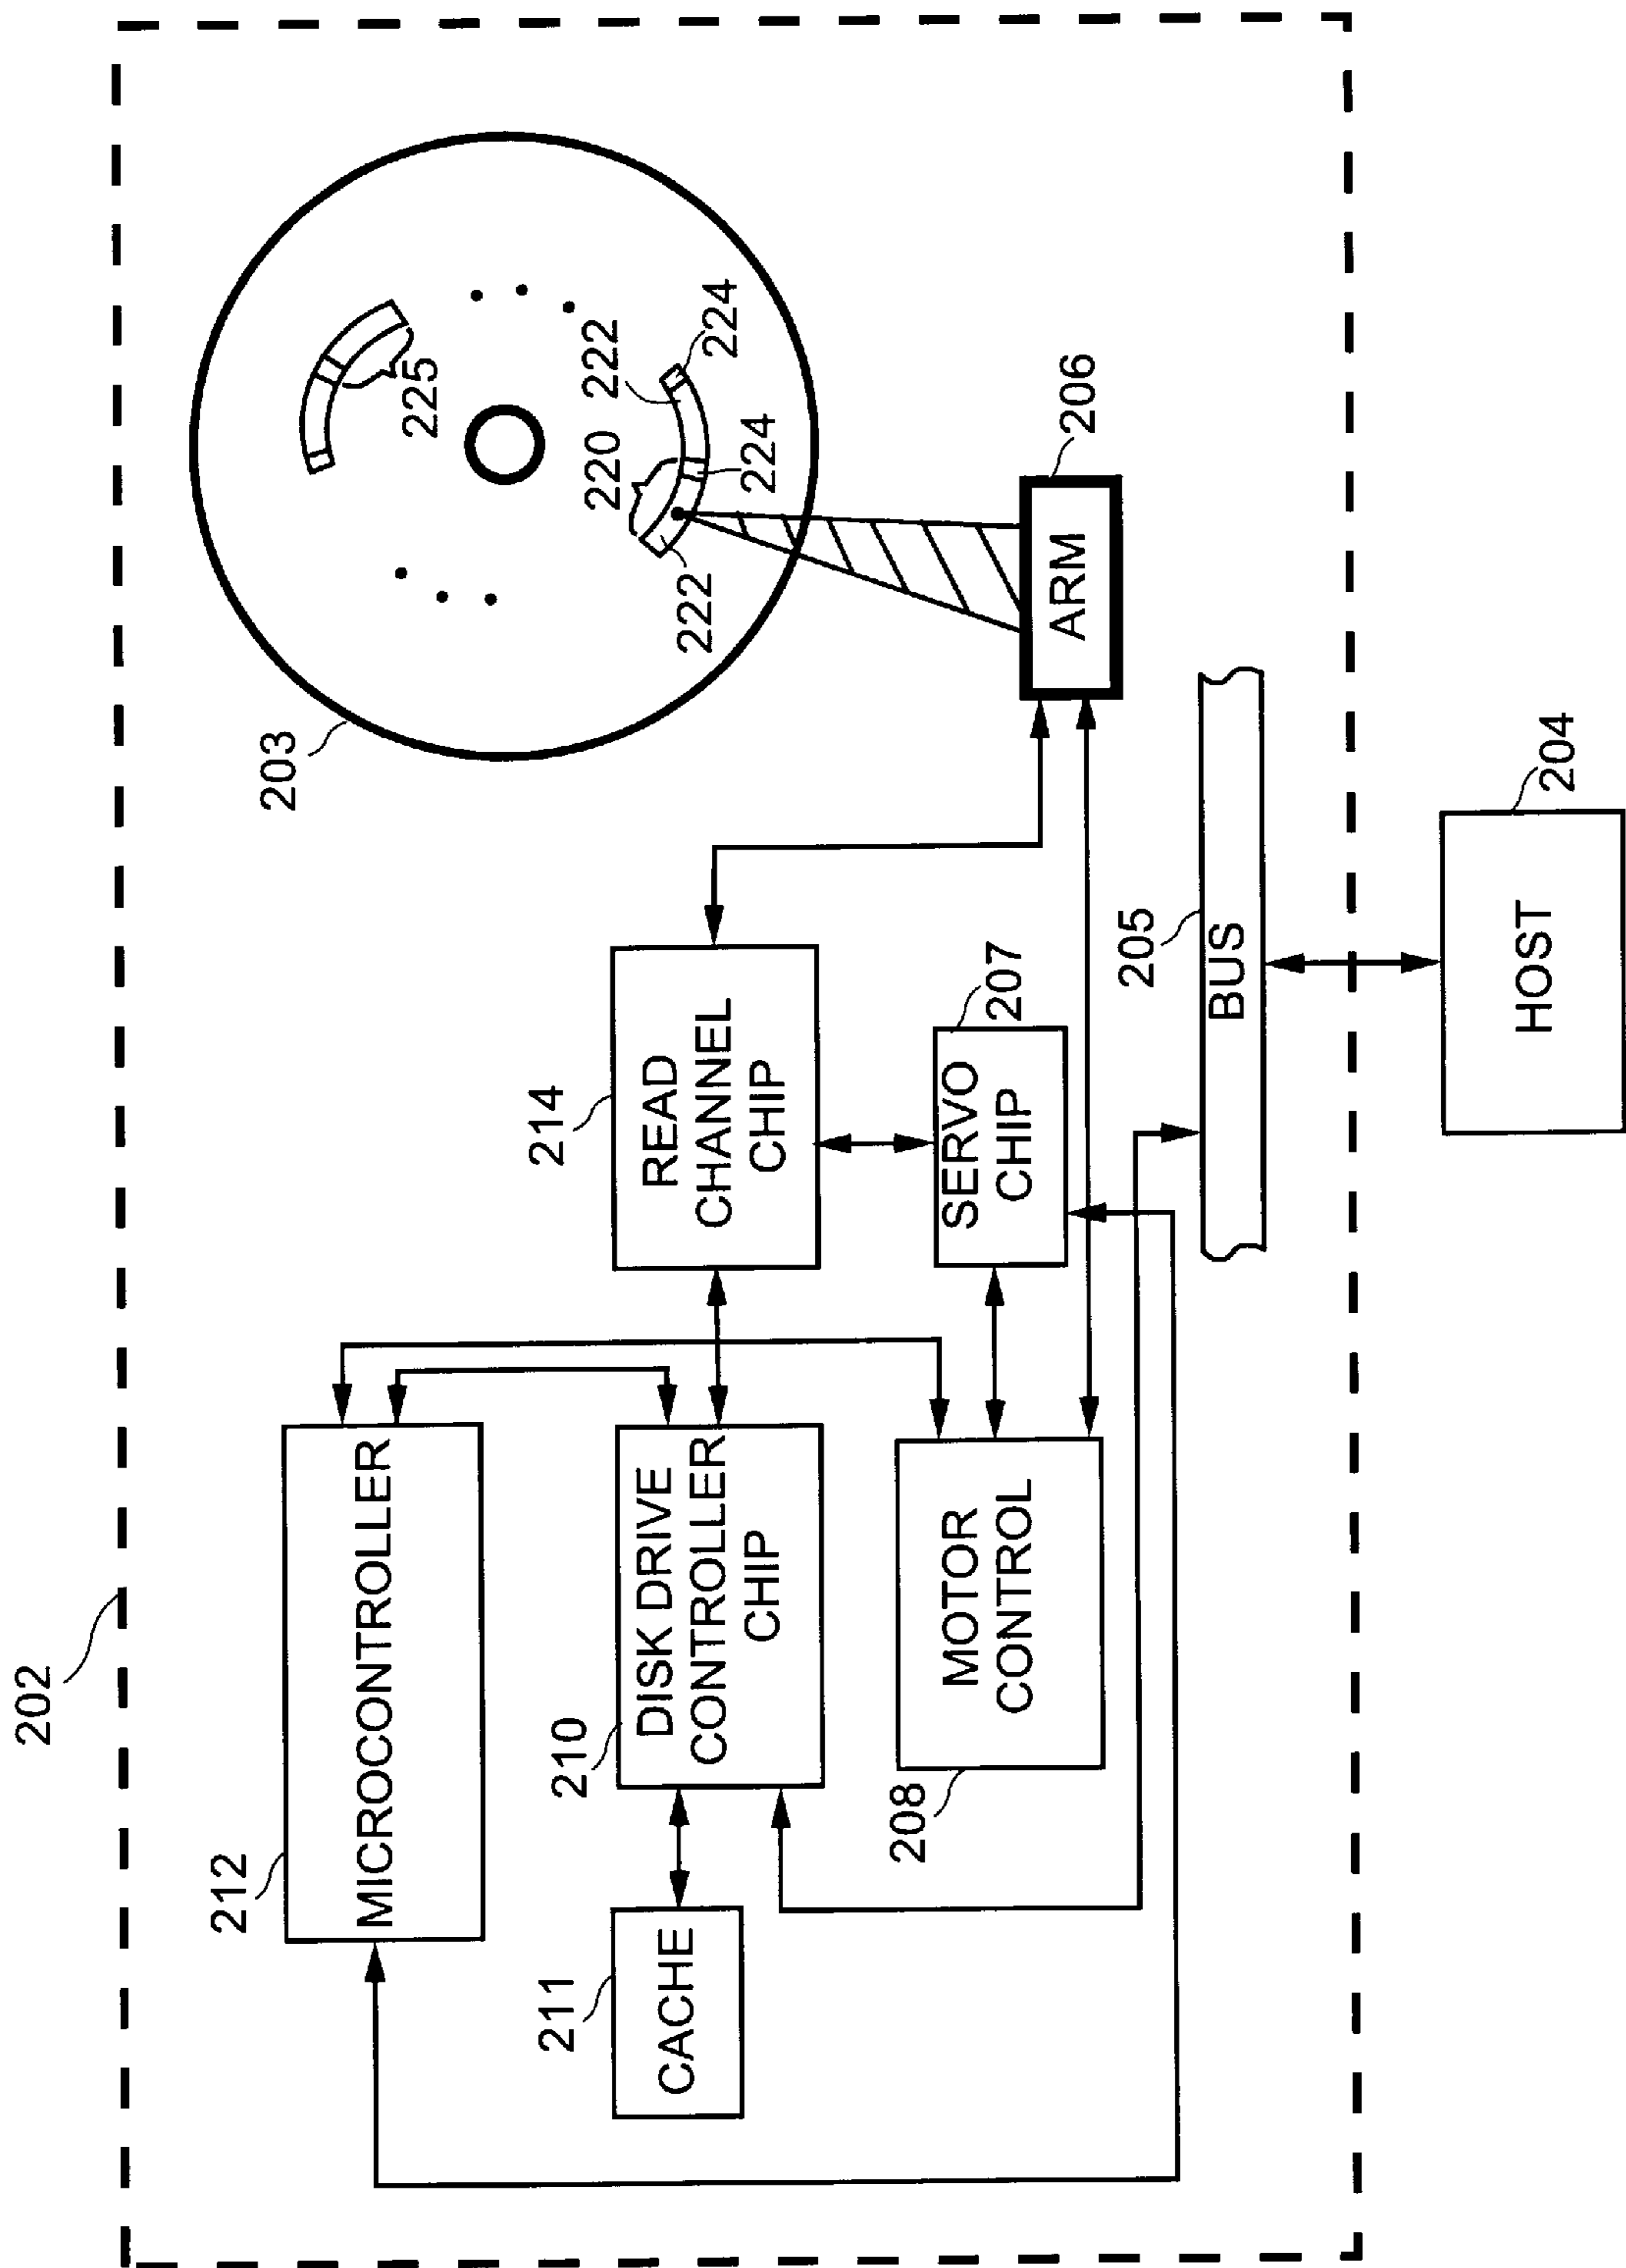 202
212
MICROCONTROLLER
211
CACHE
210
DISK DRIVE
CONTROLLER
CHIP
208
MOTOR
CONTROL
214
READ
CHANNEL
CHIP
207
SERVO
CHIP
203
225
220
222
222
224
224
206
ARM
205
BUS
204
HOST